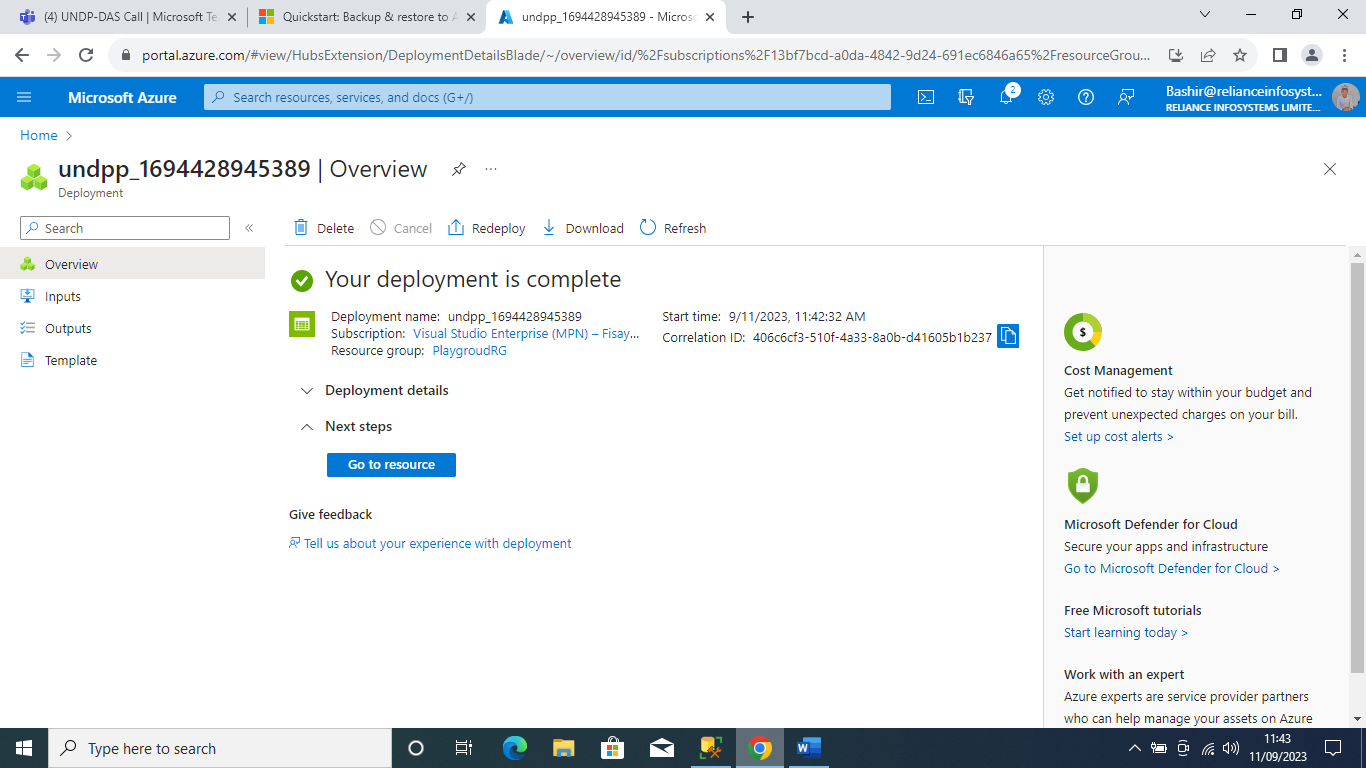 (4) UNDP-DAS Call | Microsoft Te
Quickstart: Backup & restore to A
undpp_1694428945389 - Micros
portal.azure.com/#view/HubsExtension/DeploymentDetailsBlade/~/overview/id/%2Fsubscriptions%2F13bf7bcd-a0da-4842-9d24-691ec6846a65%2FresourceGrou...
Microsoft Azure
Search resources, services, and docs (G+/)
2
Bashir@relianceinfosyst...
RELIANCE INFOSYSTEMS LIMITE...
Home
undpp_1694428945389 | Overview
...
Deployment
Search
«
Delete
Cancel
Redeploy
Download
Refresh
Overview
Inputs
Outputs
Template
Your deployment is complete
Deployment name: undpp_1694428945389
Subscription: Visual Studio Enterprise (MPN) – Fisay...
Resource group: PlaygroudRG
Start time: 9/11/2023, 11:42:32 AM
Correlation ID: 406c6cf3-510f-4a33-8a0b-d41605b1b237
Deployment details
Next steps
Go to resource
Give feedback
Tell us about your experience with deployment
$
Cost Management
Get notified to stay within your budget and
prevent unexpected charges on your bill.
Set up cost alerts >
Microsoft Defender for Cloud
Secure your apps and infrastructure
Go to Microsoft Defender for Cloud >
Free Microsoft tutorials
Start learning today >
Work with an expert
Azure experts are service provider partners
who can help manage your assets on Azure
Type here to search
11:43
11/09/2023